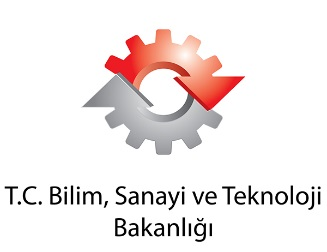 T.C. Bilim, Sanayi ve Teknoloji
Bakanlığı